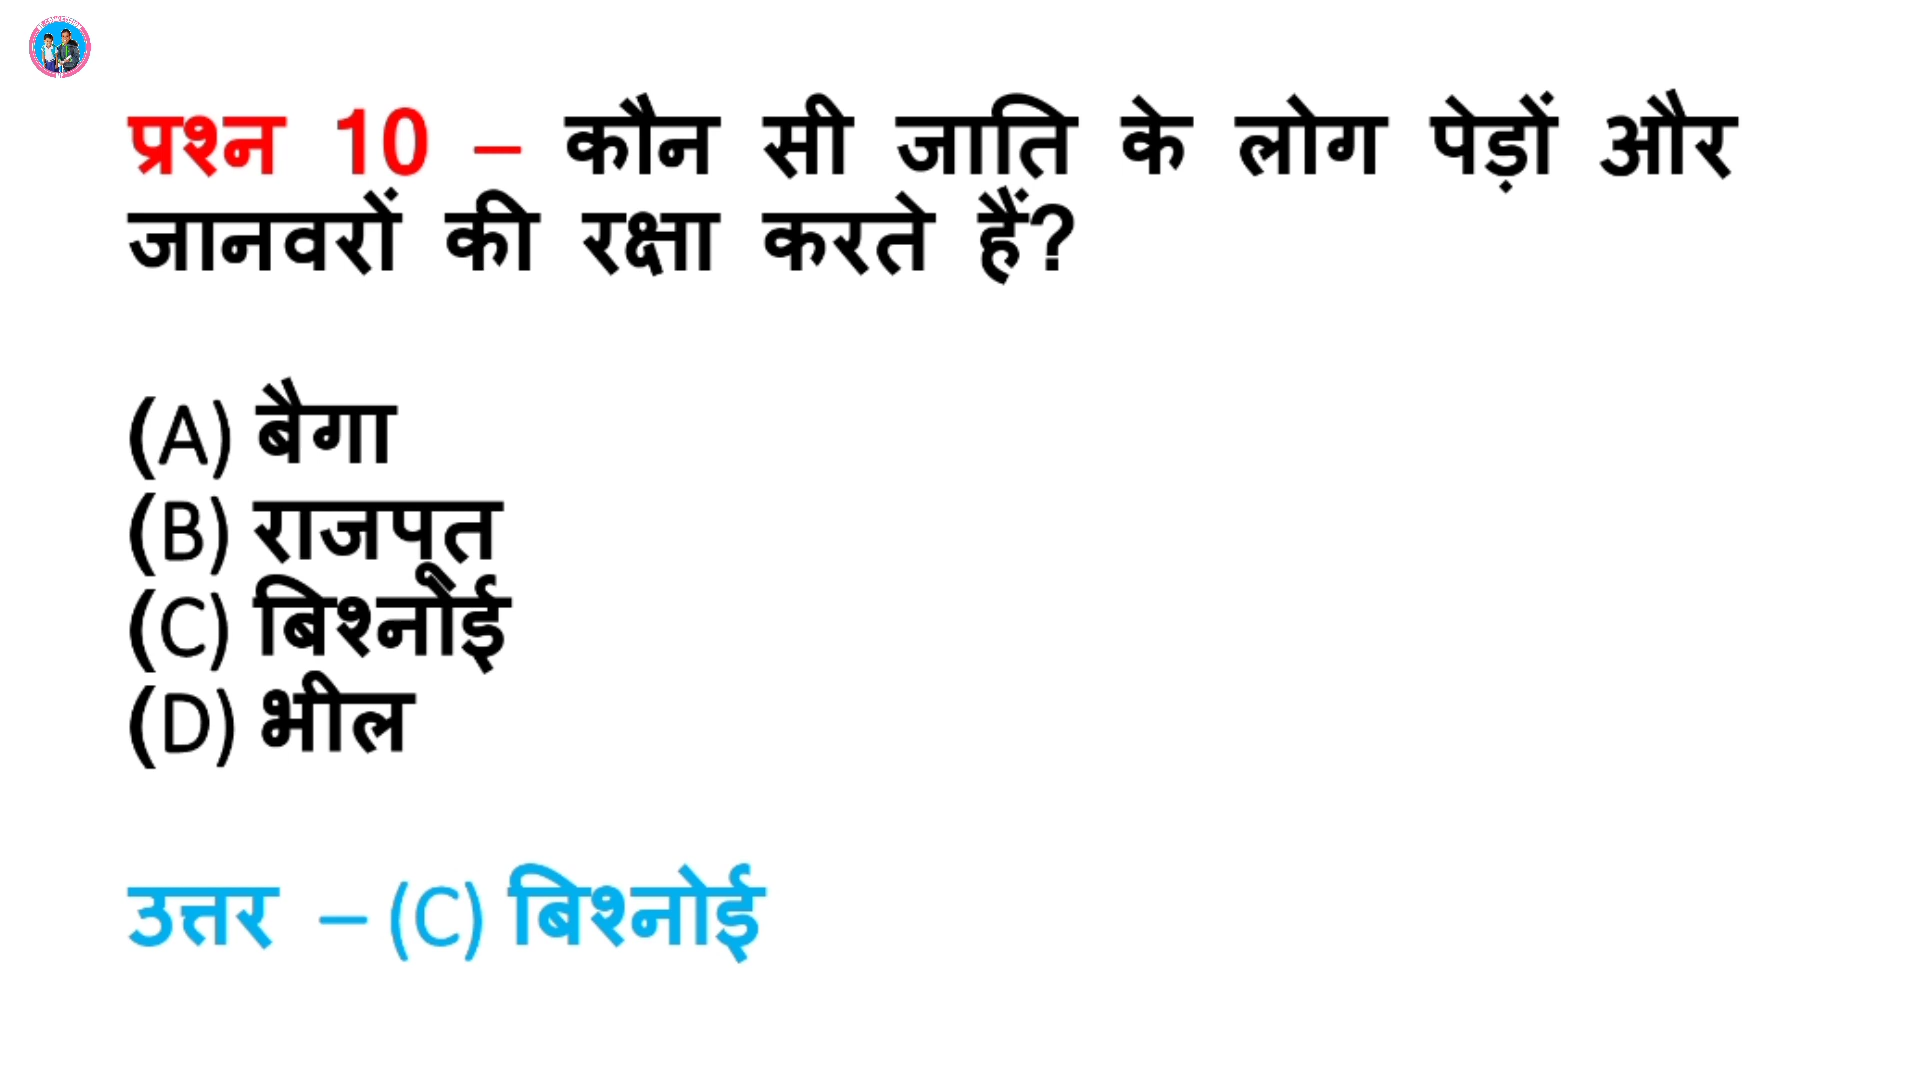 प्रश्न 10 – कौन सी जाति के लोग पेड़ों और
जानवरों की रक्षा करते हैं?
(A) बैगा
(B) राजपूत
(C) बिश्नोई
(D) भील
उत्तर – (C) बिश्नोई